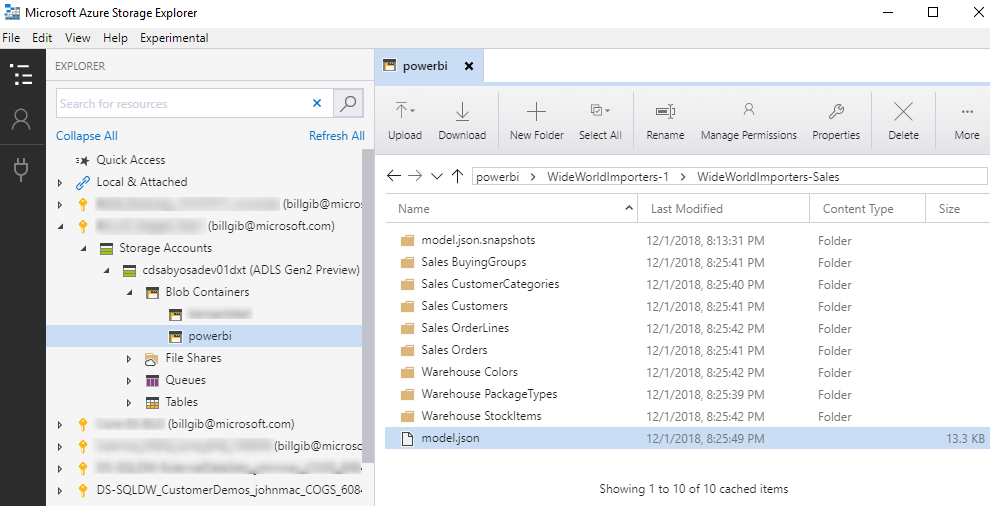 Microsoft Azure Storage Explorer
File Edit View Help Experimental
EXPLORER
Search for resources
Collapse All Refresh All
Quick Access
Local & Attached
(billgib@micros
(billgib@microsoft.com)
Storage Accounts
cdsabyosadev01dxt (ADLS Gen2 Preview)
Blob Containers
powerbi
File Shares
Queues
Tables
(billgib@microsoft.com)
(billgib@microso
DS-SQLDW_CustomerDemos_johnmac_COGS_6084
powerbi
Upload Download New Folder Select All Rename Manage Permissions Properties Delete More
powerbi WideWorldImporters-1 WideWorldImporters-Sales
Name Last Modified Content Type Size
model.json.snapshots 12/1/2018, 8:13:31 PM Folder
Sales BuyingGroups 12/1/2018, 8:25:41 PM Folder
Sales CustomerCategories 12/1/2018, 8:25:40 PM Folder
Sales Customers 12/1/2018, 8:25:41 PM Folder
Sales OrderLines 12/1/2018, 8:25:42 PM Folder
Sales Orders 12/1/2018, 8:25:41 PM Folder
Warehouse Colors 12/1/2018, 8:25:42 PM Folder
Warehouse PackageTypes 12/1/2018, 8:25:39 PM Folder
Warehouse StockItems 12/1/2018, 8:25:42 PM Folder
model.json 12/1/2018, 8:25:49 PM 13.3 KB
Showing 1 to 10 of 10 cached items